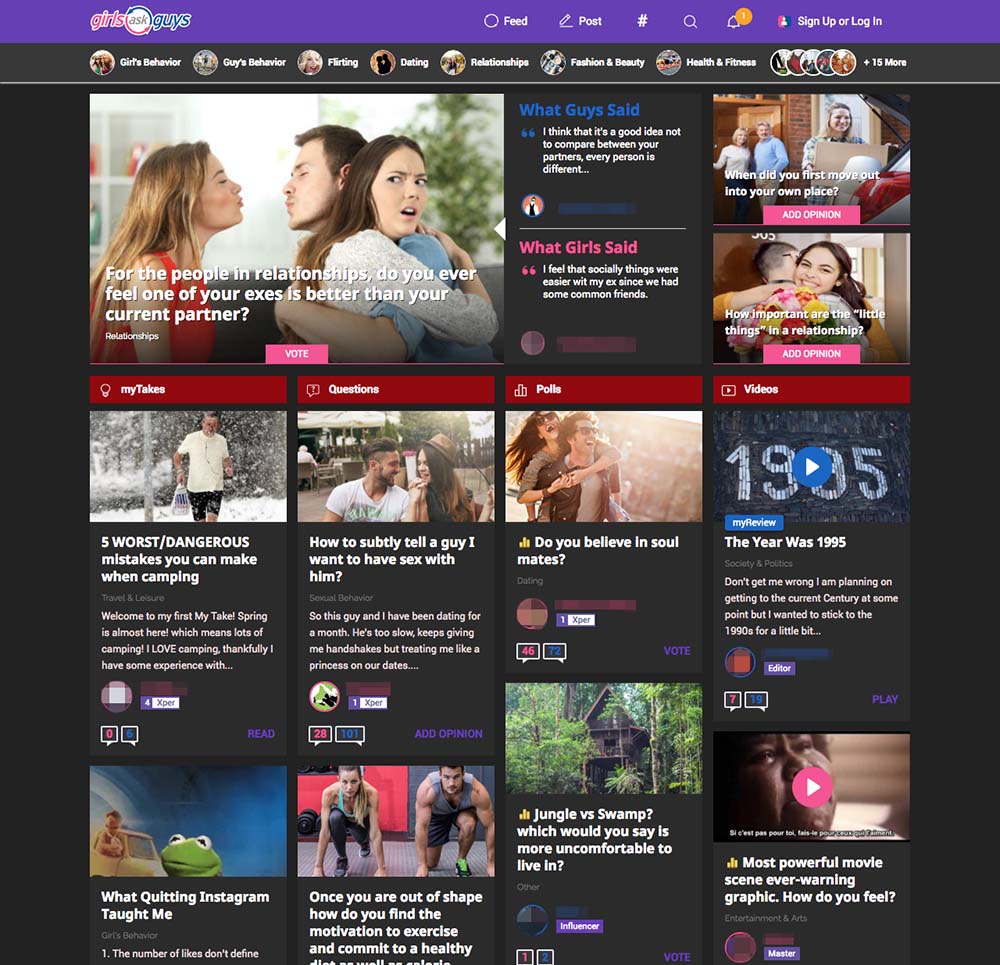 girls ask guys
Feed
Post
#
1
Sign Up or Log In
Girl's Behavior
Guy's Behavior
Flirting
Dating
Relationships
Fashion & Beauty
Health & Fitness
+ 15 More
For the people in relationships, do you ever
feel one of your exes is better than your
current partner?
Relationships
VOTE
What Guys Said
I think that it's a good idea not
to compare between your
partners, every person is
different...
What Girls Said
I feel that socially things were
easier wit my ex since we had
some common friends.
When did you first move out
into your own place?
ADD OPINION
How important are the "little
things" in a relationship?
ADD OPINION
myTakes
5 WORST/DANGEROUS
mistakes you can make
when camping
Travel & Leisure
Welcome to my first My Take! Spring
is almost here! which means lots of
camping! I LOVE camping, thankfully I
have some experience with...
4 Xper
0 6
READ
What Quitting Instagram
Taught Me
Girl's Behavior
1. The number of likes don't define
Questions
How to subtly tell a guy I
want to have sex with
him?
Sexual Behavior
So this guy and I have been dating for
a month. He's too slow, keeps giving
me handshakes but treating me like a
princess on our dates....
1 Xper
28 101
ADD OPINION
Once you are out of shape
how do you find the
motivation to exercise
and commit to a healthy
diet as well as calorie
Polls
Do you believe in soul
mates?
Dating
1 Xper
46 72
VOTE
Jungle vs Swamp?
which would you say is
more uncomfortable to
live in?
Other
Influencer
1 2
VOTE
Videos
1905
myReview
The Year Was 1995
Society & Politics
Don't get me wrong I am planning on
getting to the current Century at some
point but I wanted to stick to the
1990s for a little bit...
Editor
7 19
PLAY
Si c'est pas pour toi, fais-le pour ceux qui t'aiment
Most powerful movie
scene ever-warning
graphic. How do you feel?
Entertainment & Arts
Master